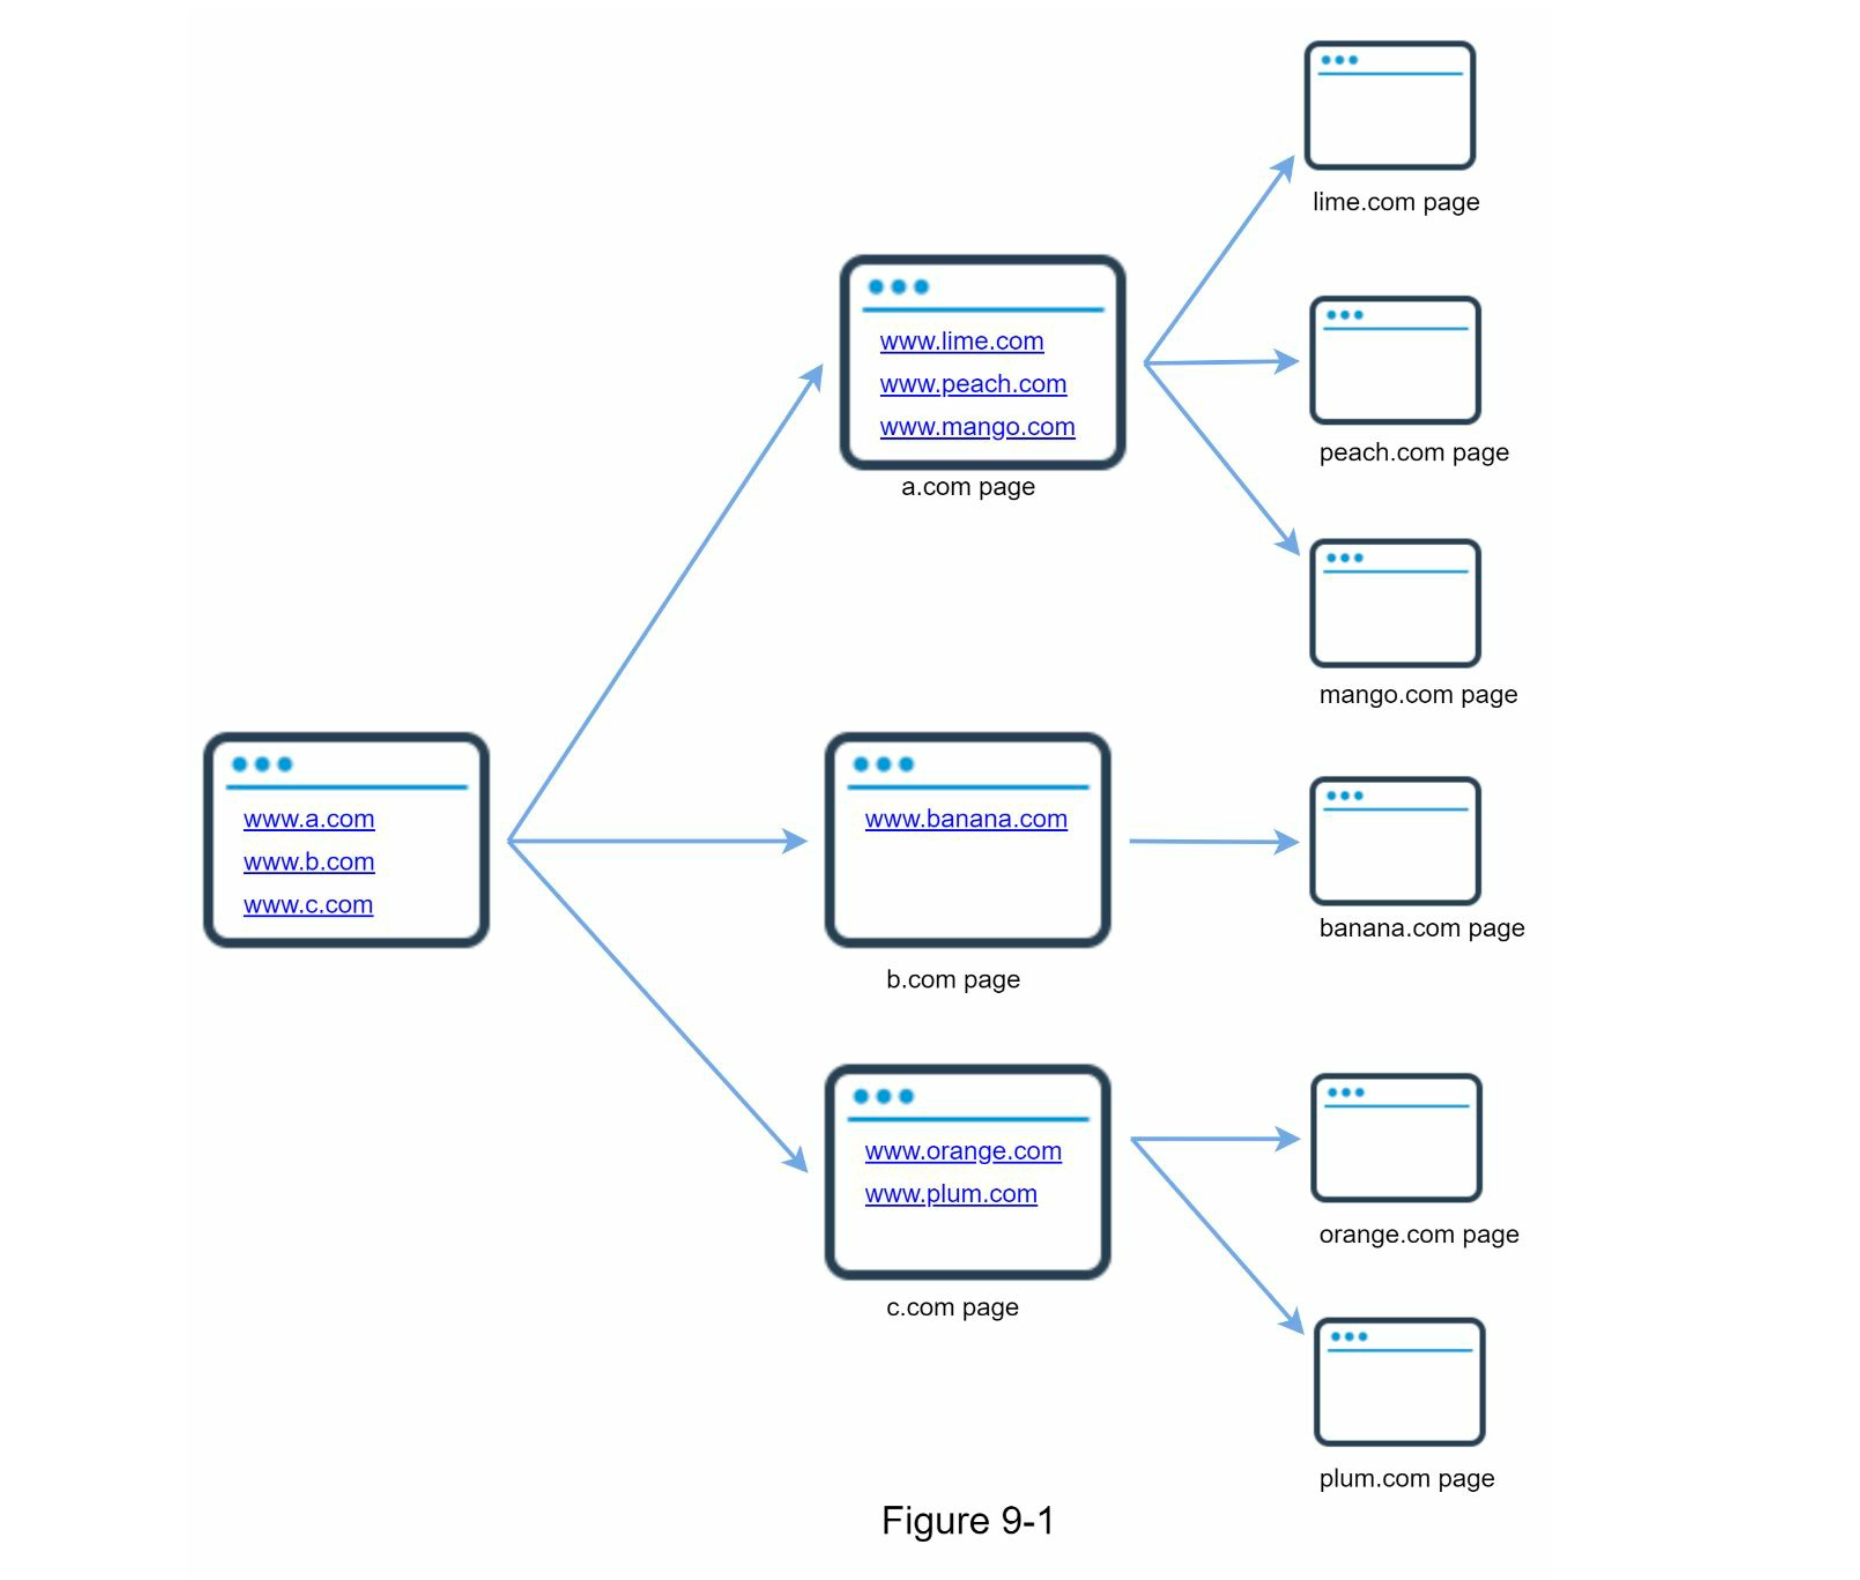 lime.com page
www.lime.com
www.peach.com
www.mango.com
a.com page
peach.com page
mango.com page
www.a.com
www.b.com
www.c.com
www.banana.com
b.com page
banana.com page
www.orange.com
www.plum.com
c.com page
orange.com page
plum.com page
Figure 9-1